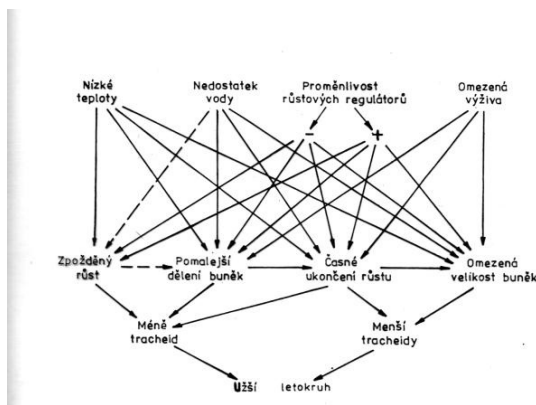 Nízké
teploty
Nedostatek
vody
Proměnlivost
růstových regulátorů
Omezená
výživa
-
+
Zpožděný
růst
Pomalejší
dělení buněk
Časné
ukončení růstu
Omezená
velikost buněk
Méně
tracheid
Menší
tracheidy
Užší letokruh